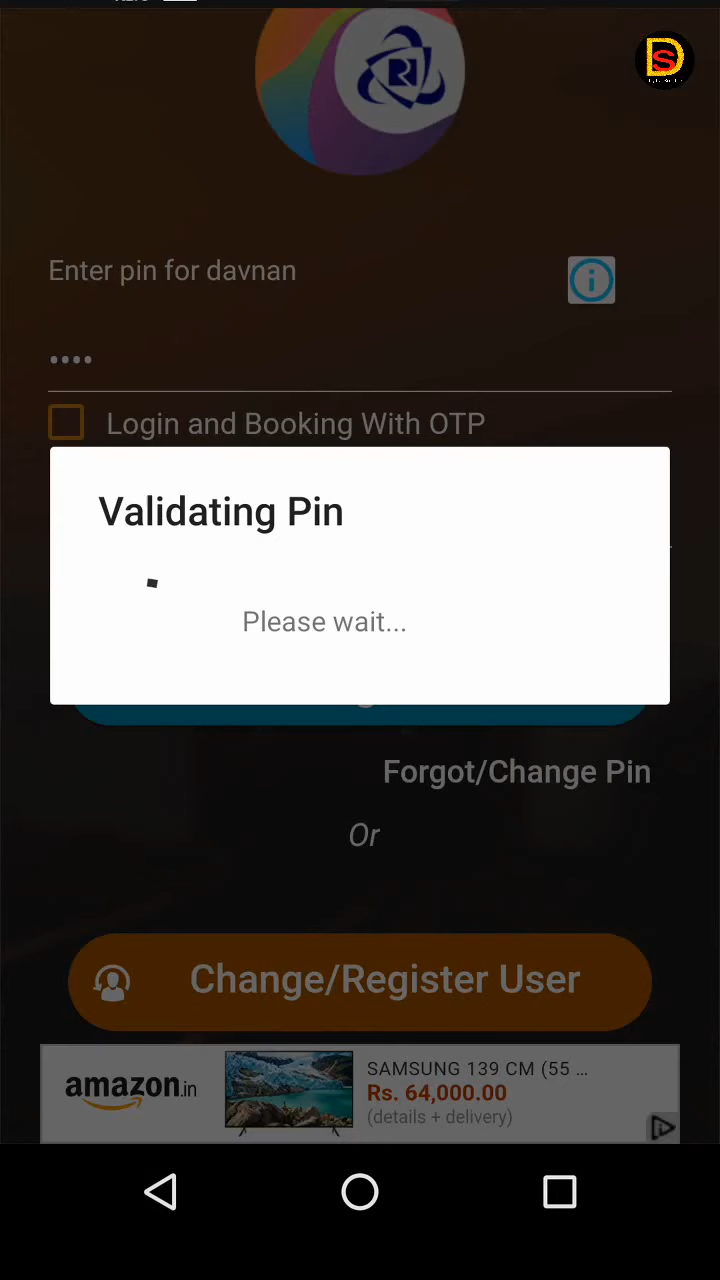 DS
Enter pin for davnan
••••
Login and Booking With OTP
Validating Pin
Please wait...
Forgot/Change Pin
Or
Change/Register User
amazon.in
SAMSUNG 139 CM (55 ...
Rs. 64,000.00
(details + delivery)